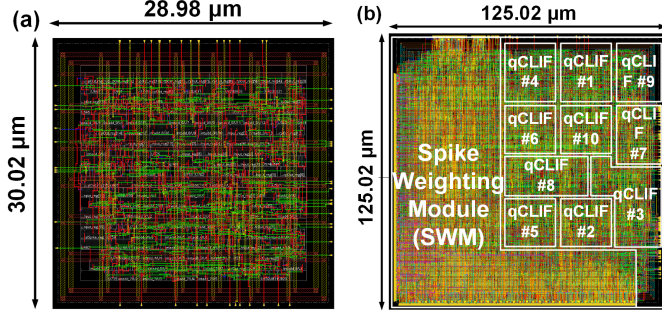 (a)
28.98 µm
30.02 µm
(b)
125.02 µm
125.02 µm
qCLIF
#4
qCLIF
#1
qCLI
F #9
qCLIF
#6
qCLIF
#10
qCLI
F
#7
qCLIF
#8
qCLIF
#3
qCLIF
#5
qCLIF
#2
Spike
Weighting
Module
(SWM)